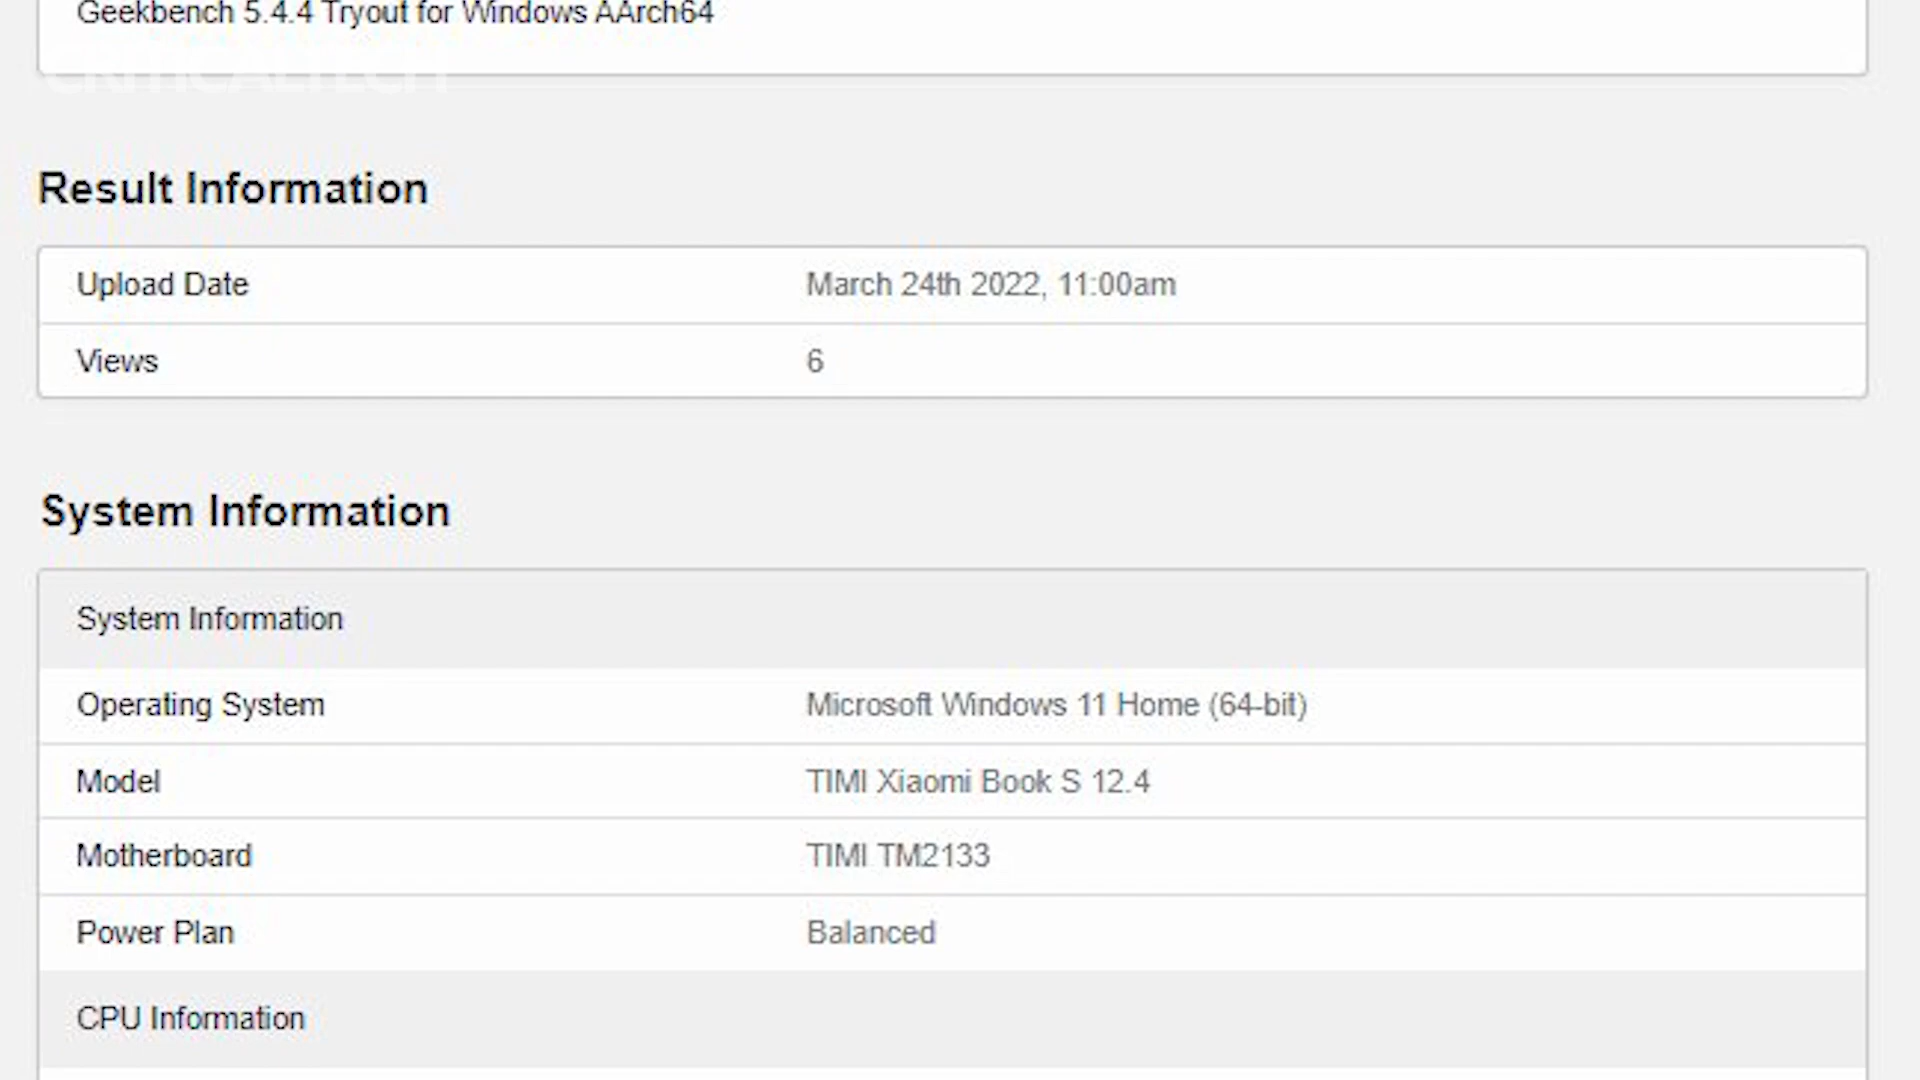 Geekbench 5.4.4 Tryout for Windows AArch64
CRITICALTECH
Result Information
Upload Date March 24th 2022, 11:00am
Views 6
System Information
System Information
Operating System Microsoft Windows 11 Home (64-bit)
Model TIMI Xiaomi Book S 12.4
Motherboard TIMI TM2133
Power Plan Balanced
CPU Information